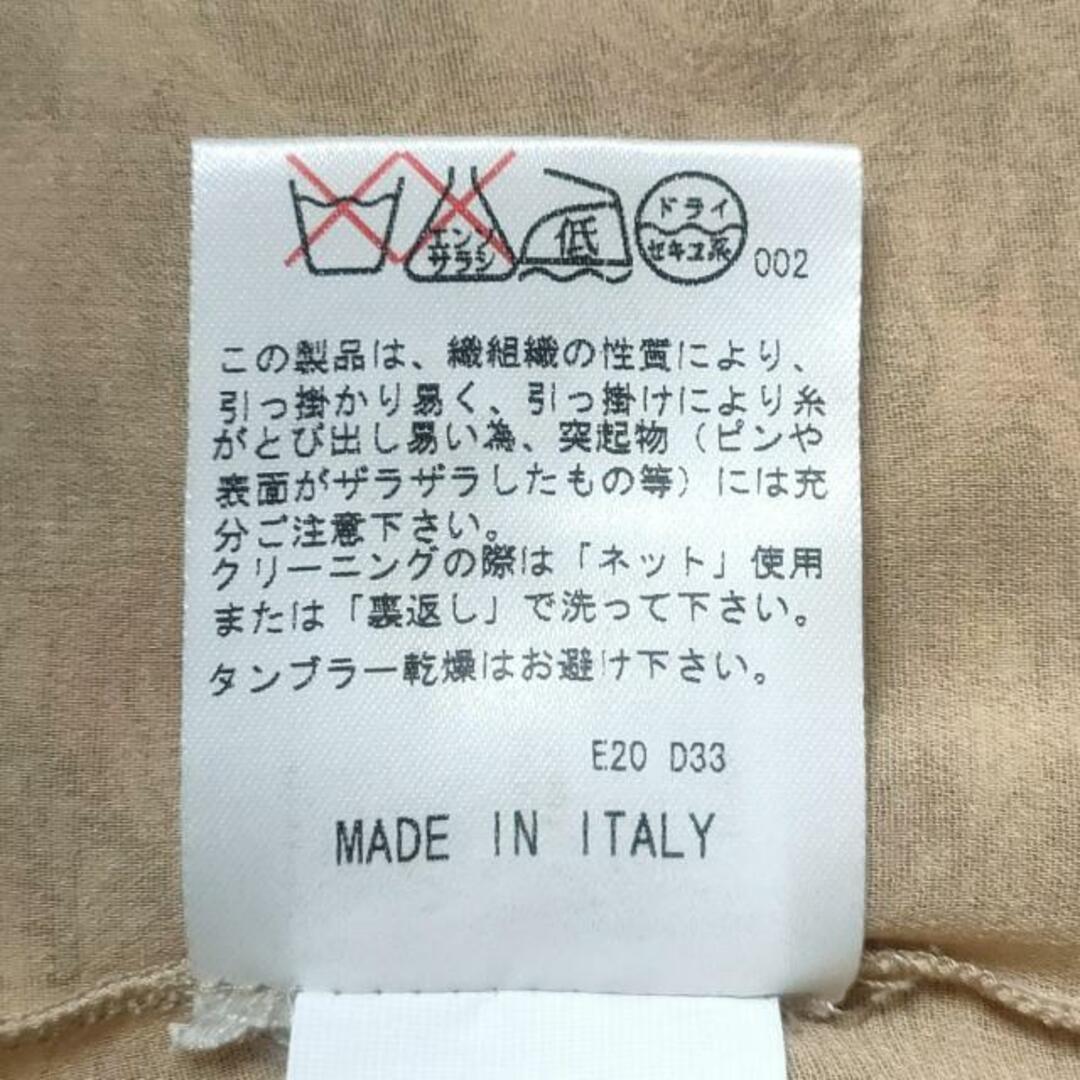 エンソ
サラシ
低
ドライ
セキユ系
002
この製品は、繊組織の性質により、
引っ掛かり易く、引っ掛けにより糸
がとび出し易い為、突起物（ピンや
表面がザラザラしたもの等）には充
分ご注意下さい。
クリーニングの際は「ネット」使用
または「裏返し」で洗って下さい。
タンブラー乾燥はお避け下さい。
E20 D33
MADE IN ITALY